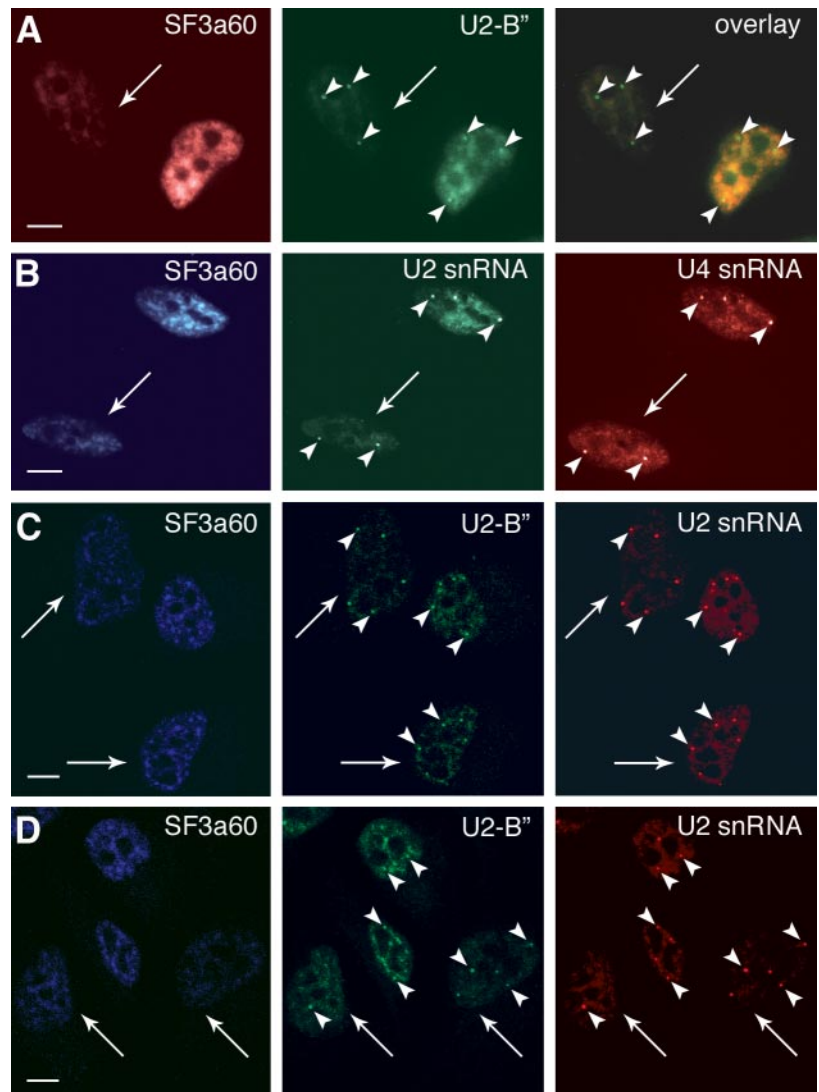 A SF3a60 U2-B” overlay
B SF3a60 U2 snRNA U4 snRNA
C SF3a60 U2-B” U2 snRNA
D SF3a60 U2-B” U2 snRNA